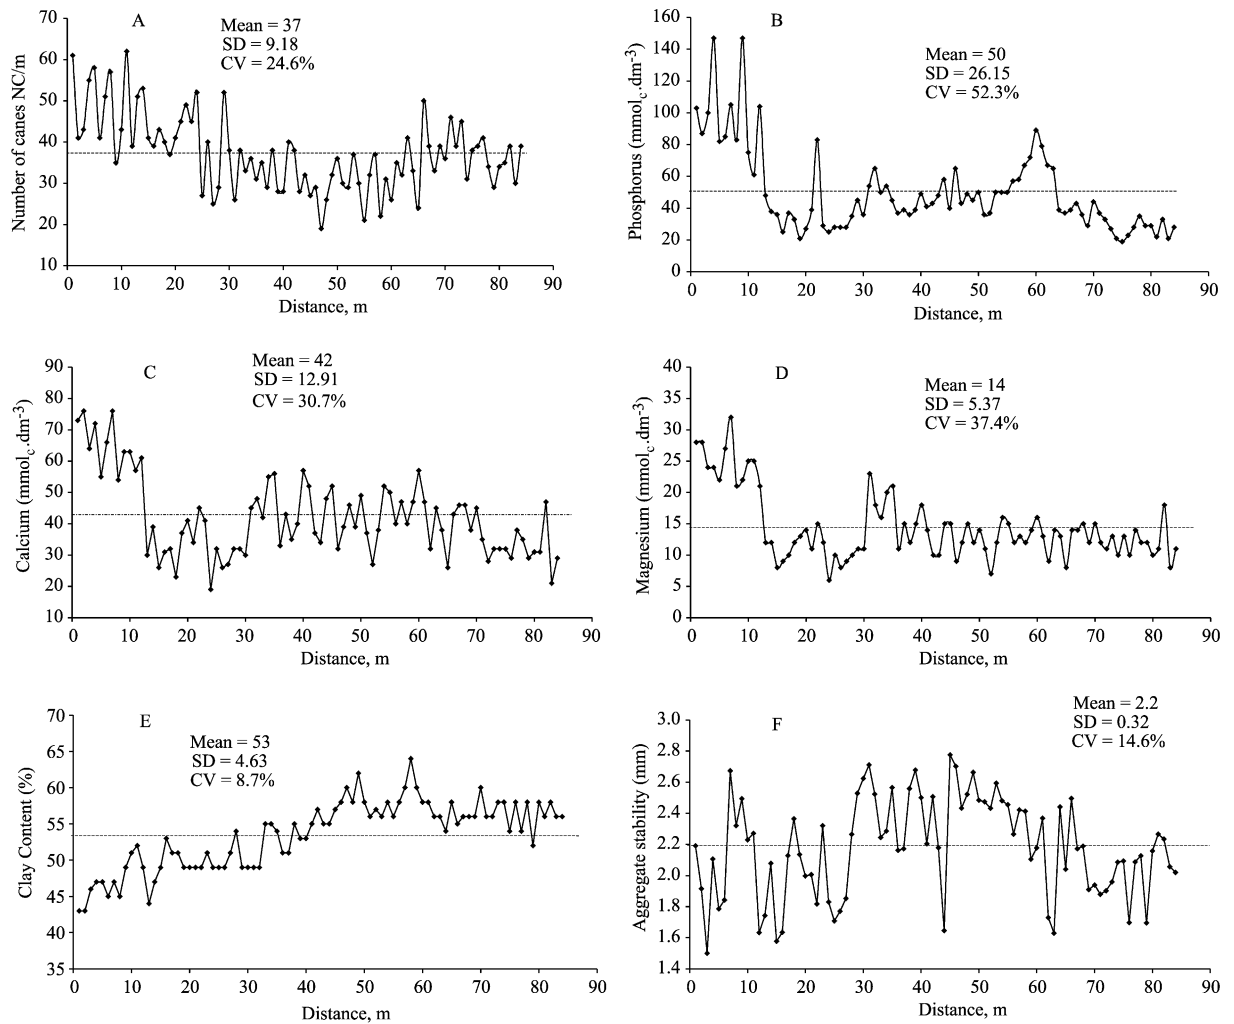 A
Mean = 37
SD = 9.18
CV = 24.6%
Number of canes NC/m
70
60
50
40
30
20
10
0 10 20 30 40 50 60 70 80 90
Distance, m
B
Mean = 50
SD = 26.15
CV = 52.3%
Phosphorus (mmolc.dm-3)
160
140
120
100
80
60
40
20
0
0 10 20 30 40 50 60 70 80 90
Distance, m
C
Mean = 42
SD = 12.91
CV = 30.7%
Calcium (mmolc.dm-3)
90
80
70
60
50
40
30
20
10
0 10 20 30 40 50 60 70 80 90
Distance, m
D
Mean = 14
SD = 5.37
CV = 37.4%
Magnesium (mmolc.dm-3)
40
35
30
25
20
15
10
5
0
0 10 20 30 40 50 60 70 80 90
Distance, m
E
Mean = 53
SD = 4.63
CV = 8.7%
Clay Content (%)
70
65
60
55
50
45
40
35
0 10 20 30 40 50 60 70 80 90
Distance, m
F
Mean = 2.2
SD = 0.32
CV = 14.6%
Aggregate stability (mm)
3.0
2.8
2.6
2.4
2.2
2.0
1.8
1.6
1.4
0 10 20 30 40 50 60 70 80 90
Distance, m